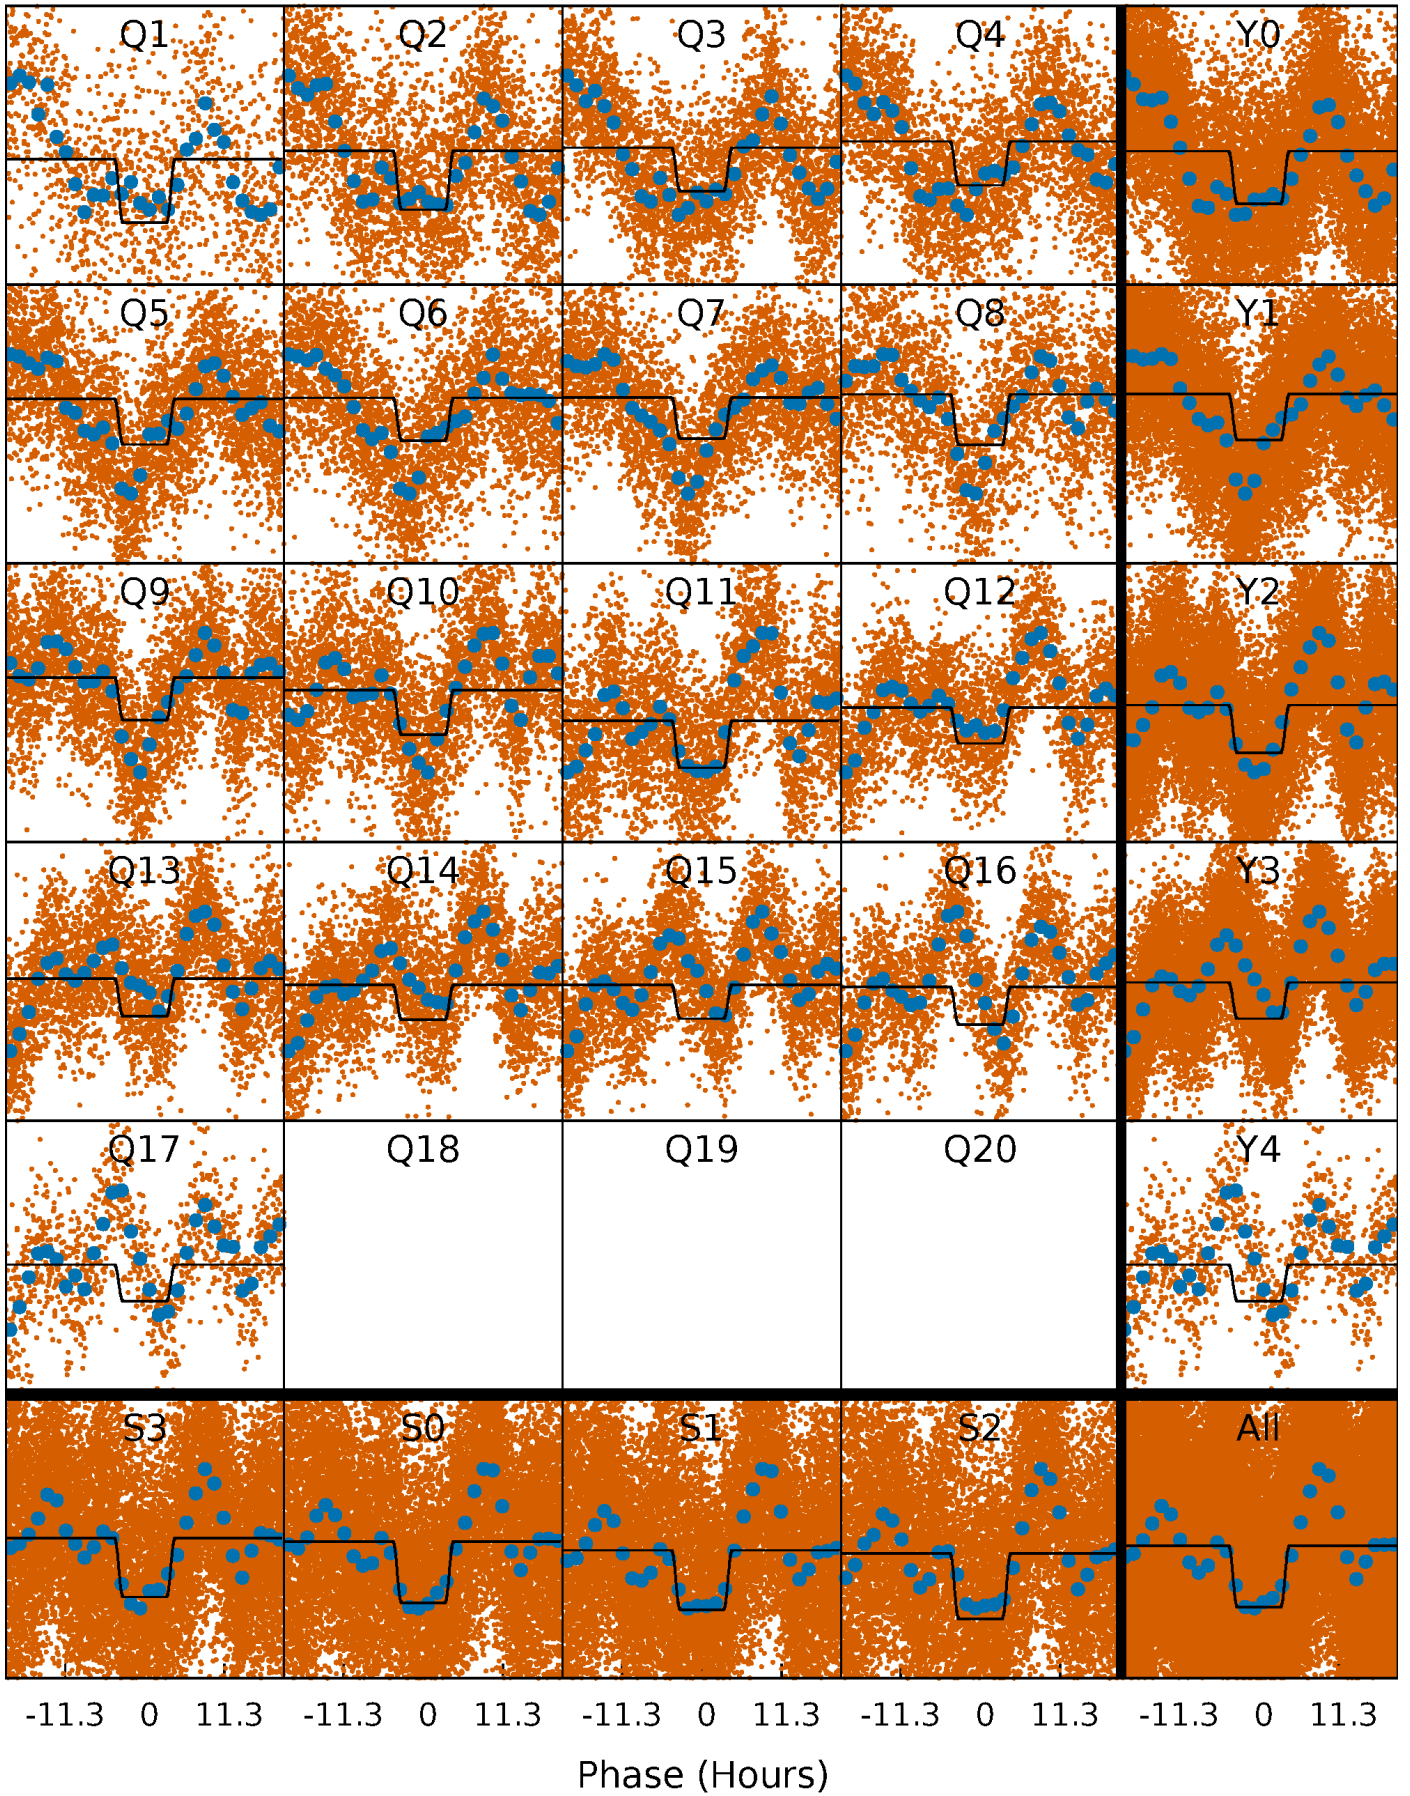 Q1 Q2 Q3 Q4 Y0
Q5 Q6 Q7 Q8 Y1
Q9 Q10 Q11 Q12 Y2
Q13 Q14 Q15 Q16 Y3
Q17 Q18 Q19 Q20 Y4
S3 S0 S1 S2 All
-11.3 0 11.3 -11.3 0 11.3 -11.3 0 11.3 -11.3 0 11.3 -11.3 0 11.3
Phase (Hours)